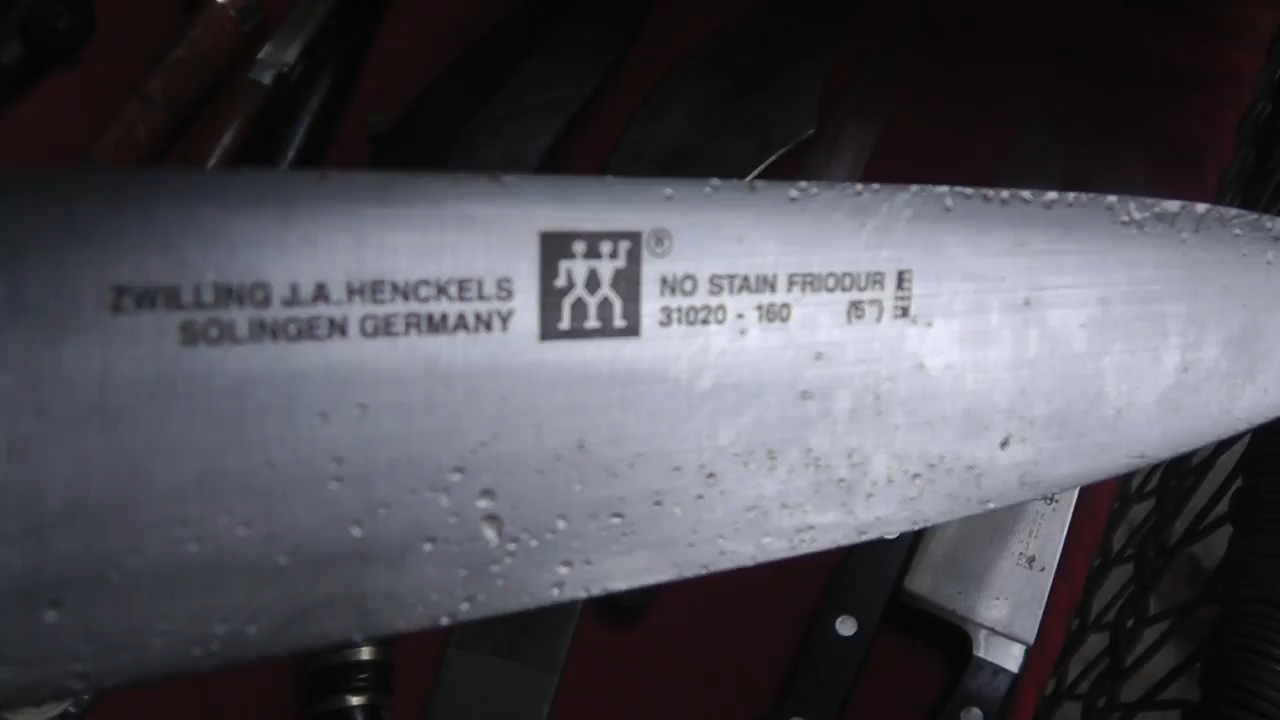 ZWILLING J.A. HENCKELS
SOLINGEN GERMANY
®
NO STAIN FRIODUR
31020 - 160 (6")